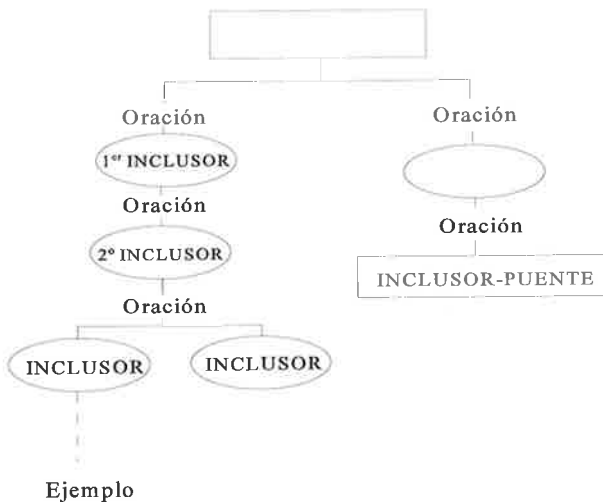 Oración
Oración
1er INCLUSOR
Oración
Oración
2º INCLUSOR
INCLUSOR-PUENTE
Oración
INCLUSOR
INCLUSOR
Ejemplo